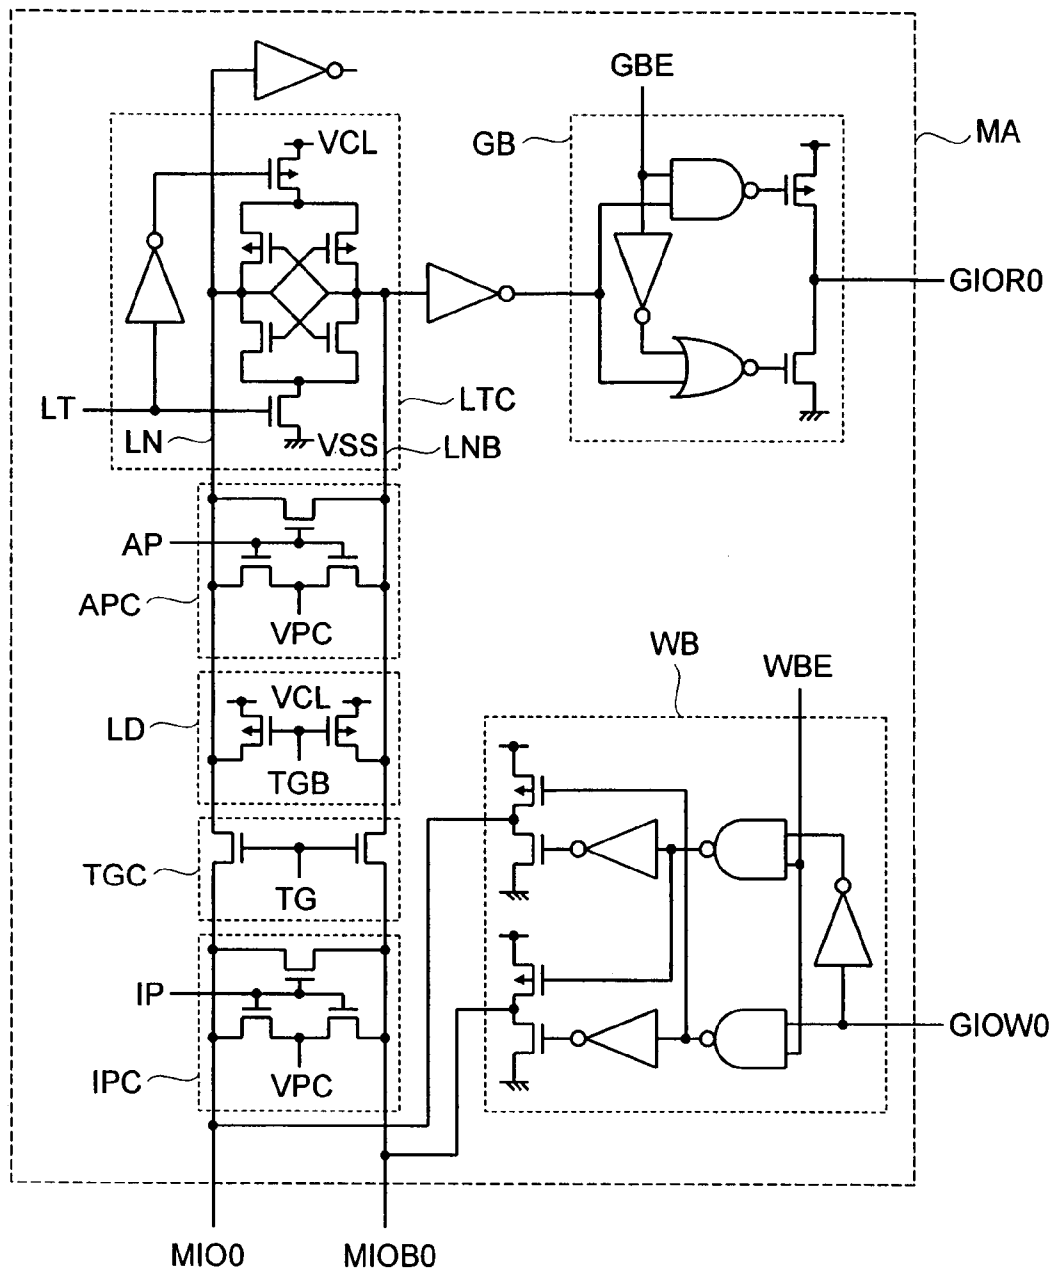 GBE
VCL
GB
MA
GIOR0
LT
LTC
LN
VSS
LNB
AP
APC
VPC
WB
WBE
VCL
LD
TGB
TGC
TG
IP
GIOW0
IPC
VPC
MIO0
MIOB0